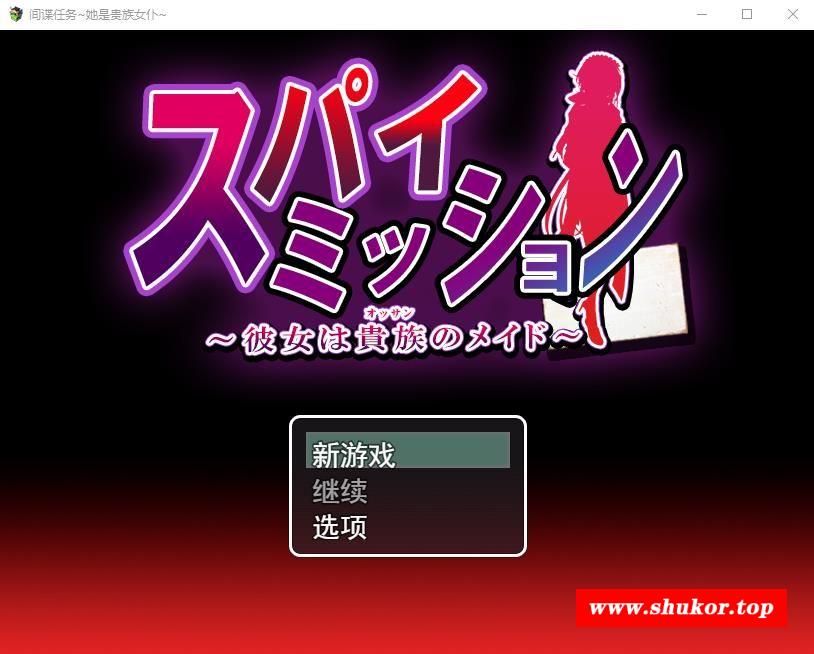 间谍任务~她是贵族女仆~
スパイ
ミッション
オッサン
～彼女は貴族のメイド～
新游戏
继续
选项
www.shukor.top